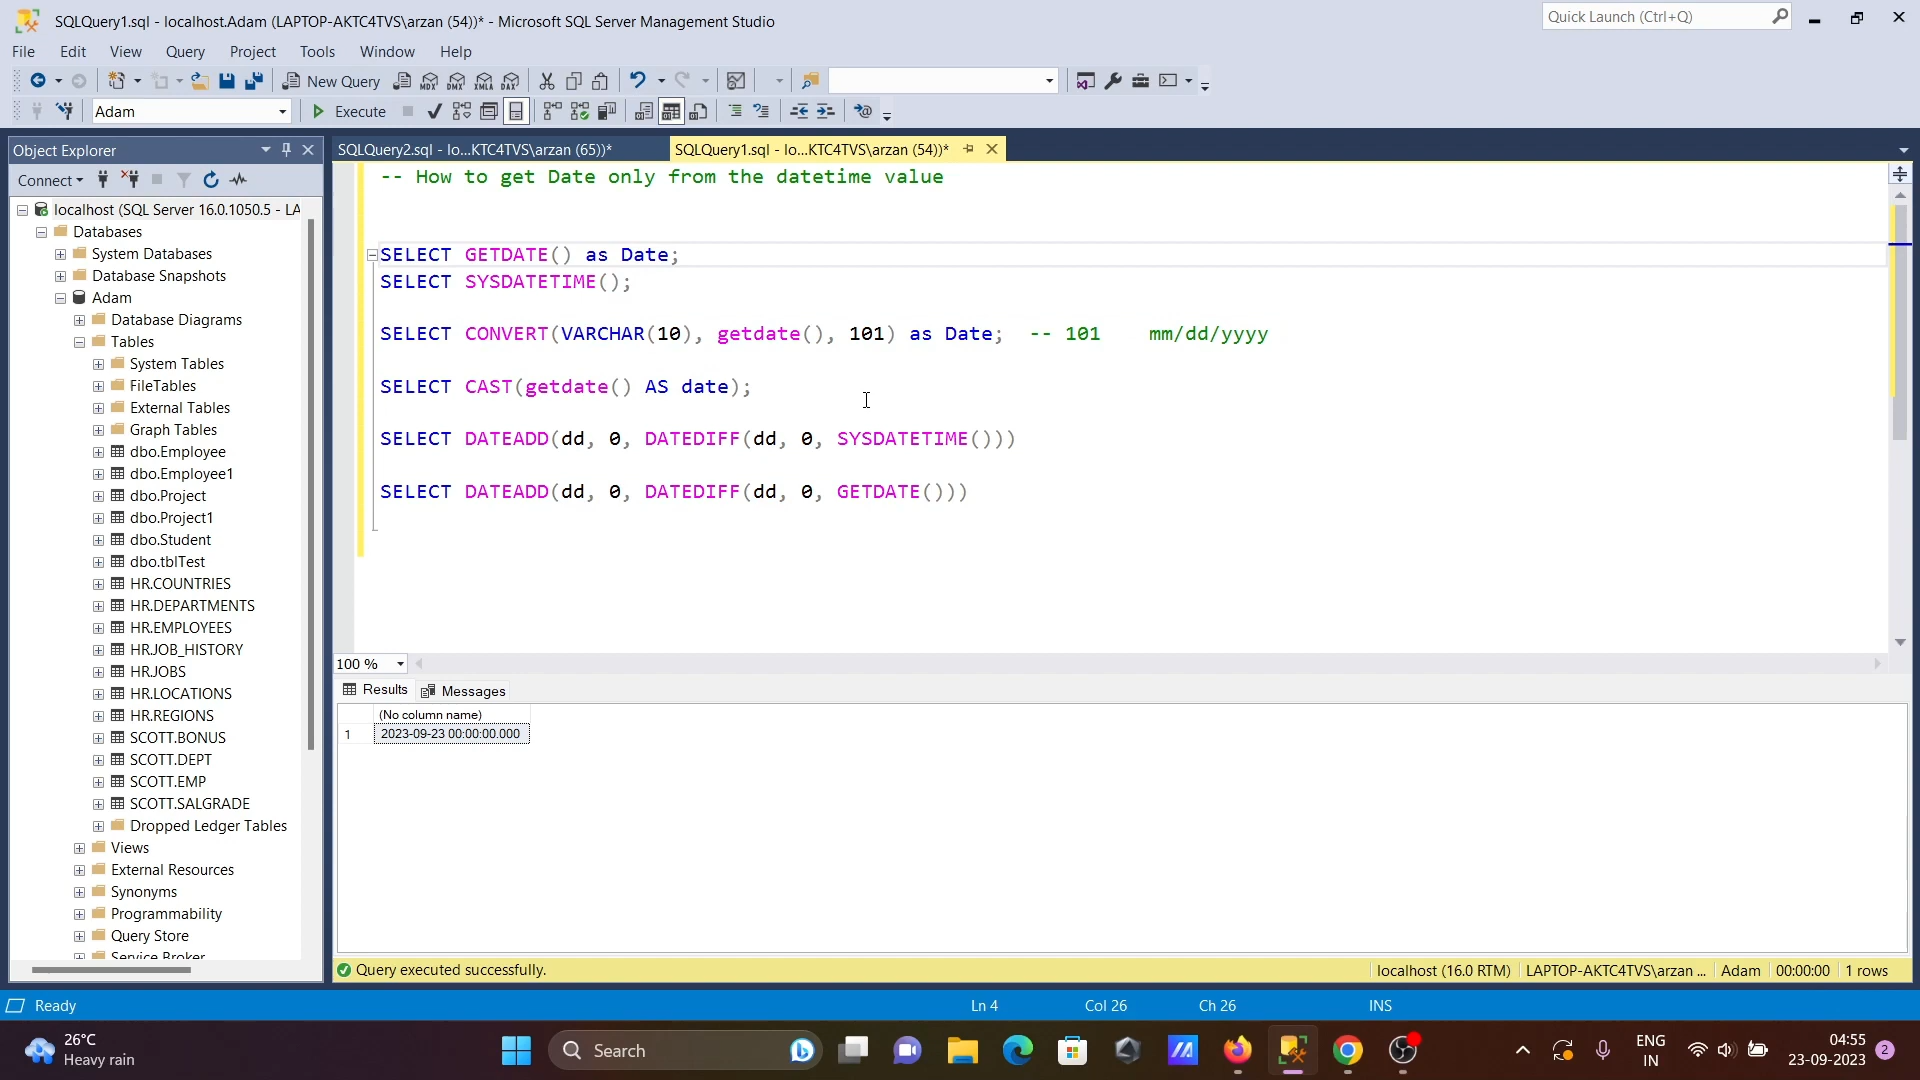 SQLQuery1.sql - localhost.Adam (LAPTOP-AKTC4TVS\arzan (54))* - Microsoft SQL Server Management Studio
Quick Launch (Ctrl+Q)
File Edit View Query Project Tools Window Help
New Query MDX DMX XMLA DAX
Adam Execute
Object Explorer
SQLQuery2.sql - lo...KTC4TVS\arzan (65))*
SQLQuery1.sql - lo...KTC4TVS\arzan (54))*
Connect
localhost (SQL Server 16.0.1050.5 - LA
Databases
System Databases
Database Snapshots
Adam
Database Diagrams
Tables
System Tables
FileTables
External Tables
Graph Tables
dbo.Employee
dbo.Employee1
dbo.Project
dbo.Project1
dbo.Student
dbo.tblTest
HR.COUNTRIES
HR.DEPARTMENTS
HR.EMPLOYEES
HR.JOB_HISTORY
HR.JOBS
HR.LOCATIONS
HR.REGIONS
SCOTT.BONUS
SCOTT.DEPT
SCOTT.EMP
SCOTT.SALGRADE
Dropped Ledger Tables
Views
External Resources
Synonyms
Programmability
Query Store
Service Broker
-- How to get Date only from the datetime value
SELECT GETDATE() as Date;
SELECT SYSDATETIME();
SELECT CONVERT(VARCHAR(10), getdate(), 101) as Date; -- 101 mm/dd/yyyy
SELECT CAST(getdate() AS date);
SELECT DATEADD(dd, 0, DATEDIFF(dd, 0, SYSDATETIME()))
SELECT DATEADD(dd, 0, DATEDIFF(dd, 0, GETDATE()))
100 %
Results Messages
(No column name)
1 2023-09-23 00:00:00.000
Query executed successfully. localhost (16.0 RTM) LAPTOP-AKTC4TVS\arzan ... Adam 00:00:00 1 rows
Ready Ln 4 Col 26 Ch 26 INS
26°C
Heavy rain
Search
ENG
IN
04:55
23-09-2023
2